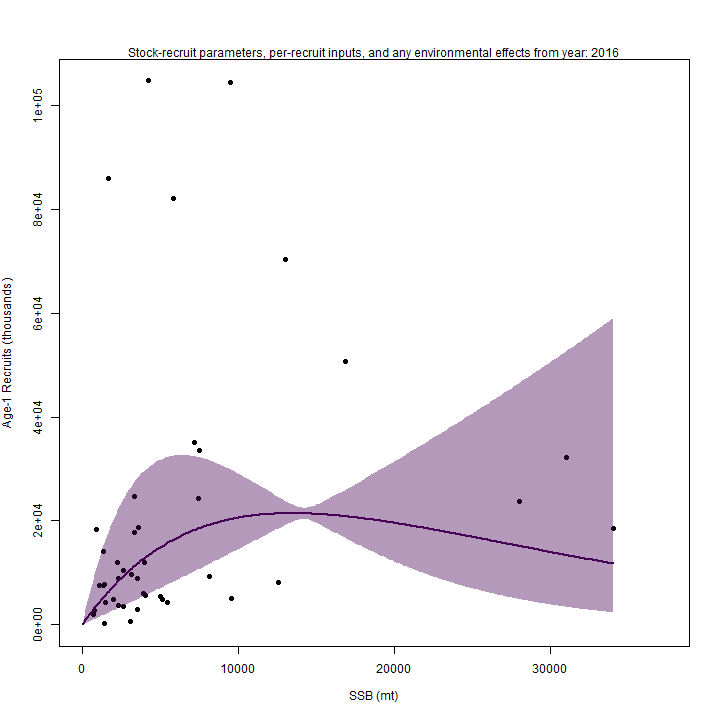 Stock-recruit parameters, per-recruit inputs, and any environmental effects from year: 2016
Age-1 Recruits (thousands)
1e+05
8e+04
6e+04
4e+04
2e+04
0e+00
0 10000 20000 30000
SSB (mt)